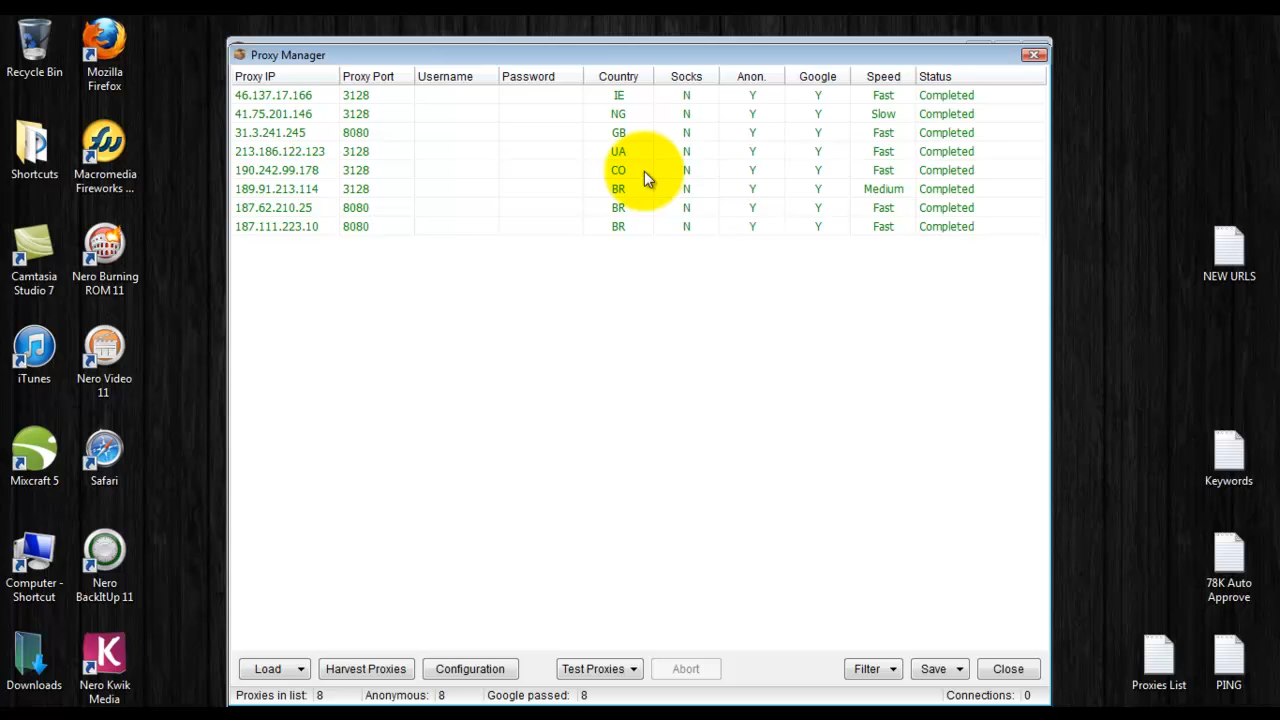 Recycle Bin
Mozilla
Firefox
Shortcuts
Macromedia
Fireworks ...
Camtasia
Studio 7
Nero Burning
ROM 11
iTunes
Nero Video
11
Mixcraft 5
Safari
Computer -
Shortcut
Nero
BackItUp 11
Downloads
Nero Kwik
Media
Proxy Manager
Proxy IP Proxy Port Username Password Country Socks Anon. Google Speed Status
46.137.17.166 3128 IE N Y Y Fast Completed
41.75.201.146 3128 NG N Y Y Slow Completed
31.3.241.245 8080 GB N Y Y Fast Completed
213.186.122.123 3128 UA N Y Y Fast Completed
190.242.99.178 3128 CO N Y Y Fast Completed
189.91.213.114 3128 BR N Y Y Medium Completed
187.62.210.25 8080 BR N Y Y Fast Completed
187.111.223.10 8080 BR N Y Y Fast Completed
Load Harvest Proxies Configuration Test Proxies Abort Filter Save Close
Proxies in list: 8 Anonymous: 8 Google passed: 8 Connections: 0
NEW URLS
Keywords
78K Auto
Approve
Proxies List
PING